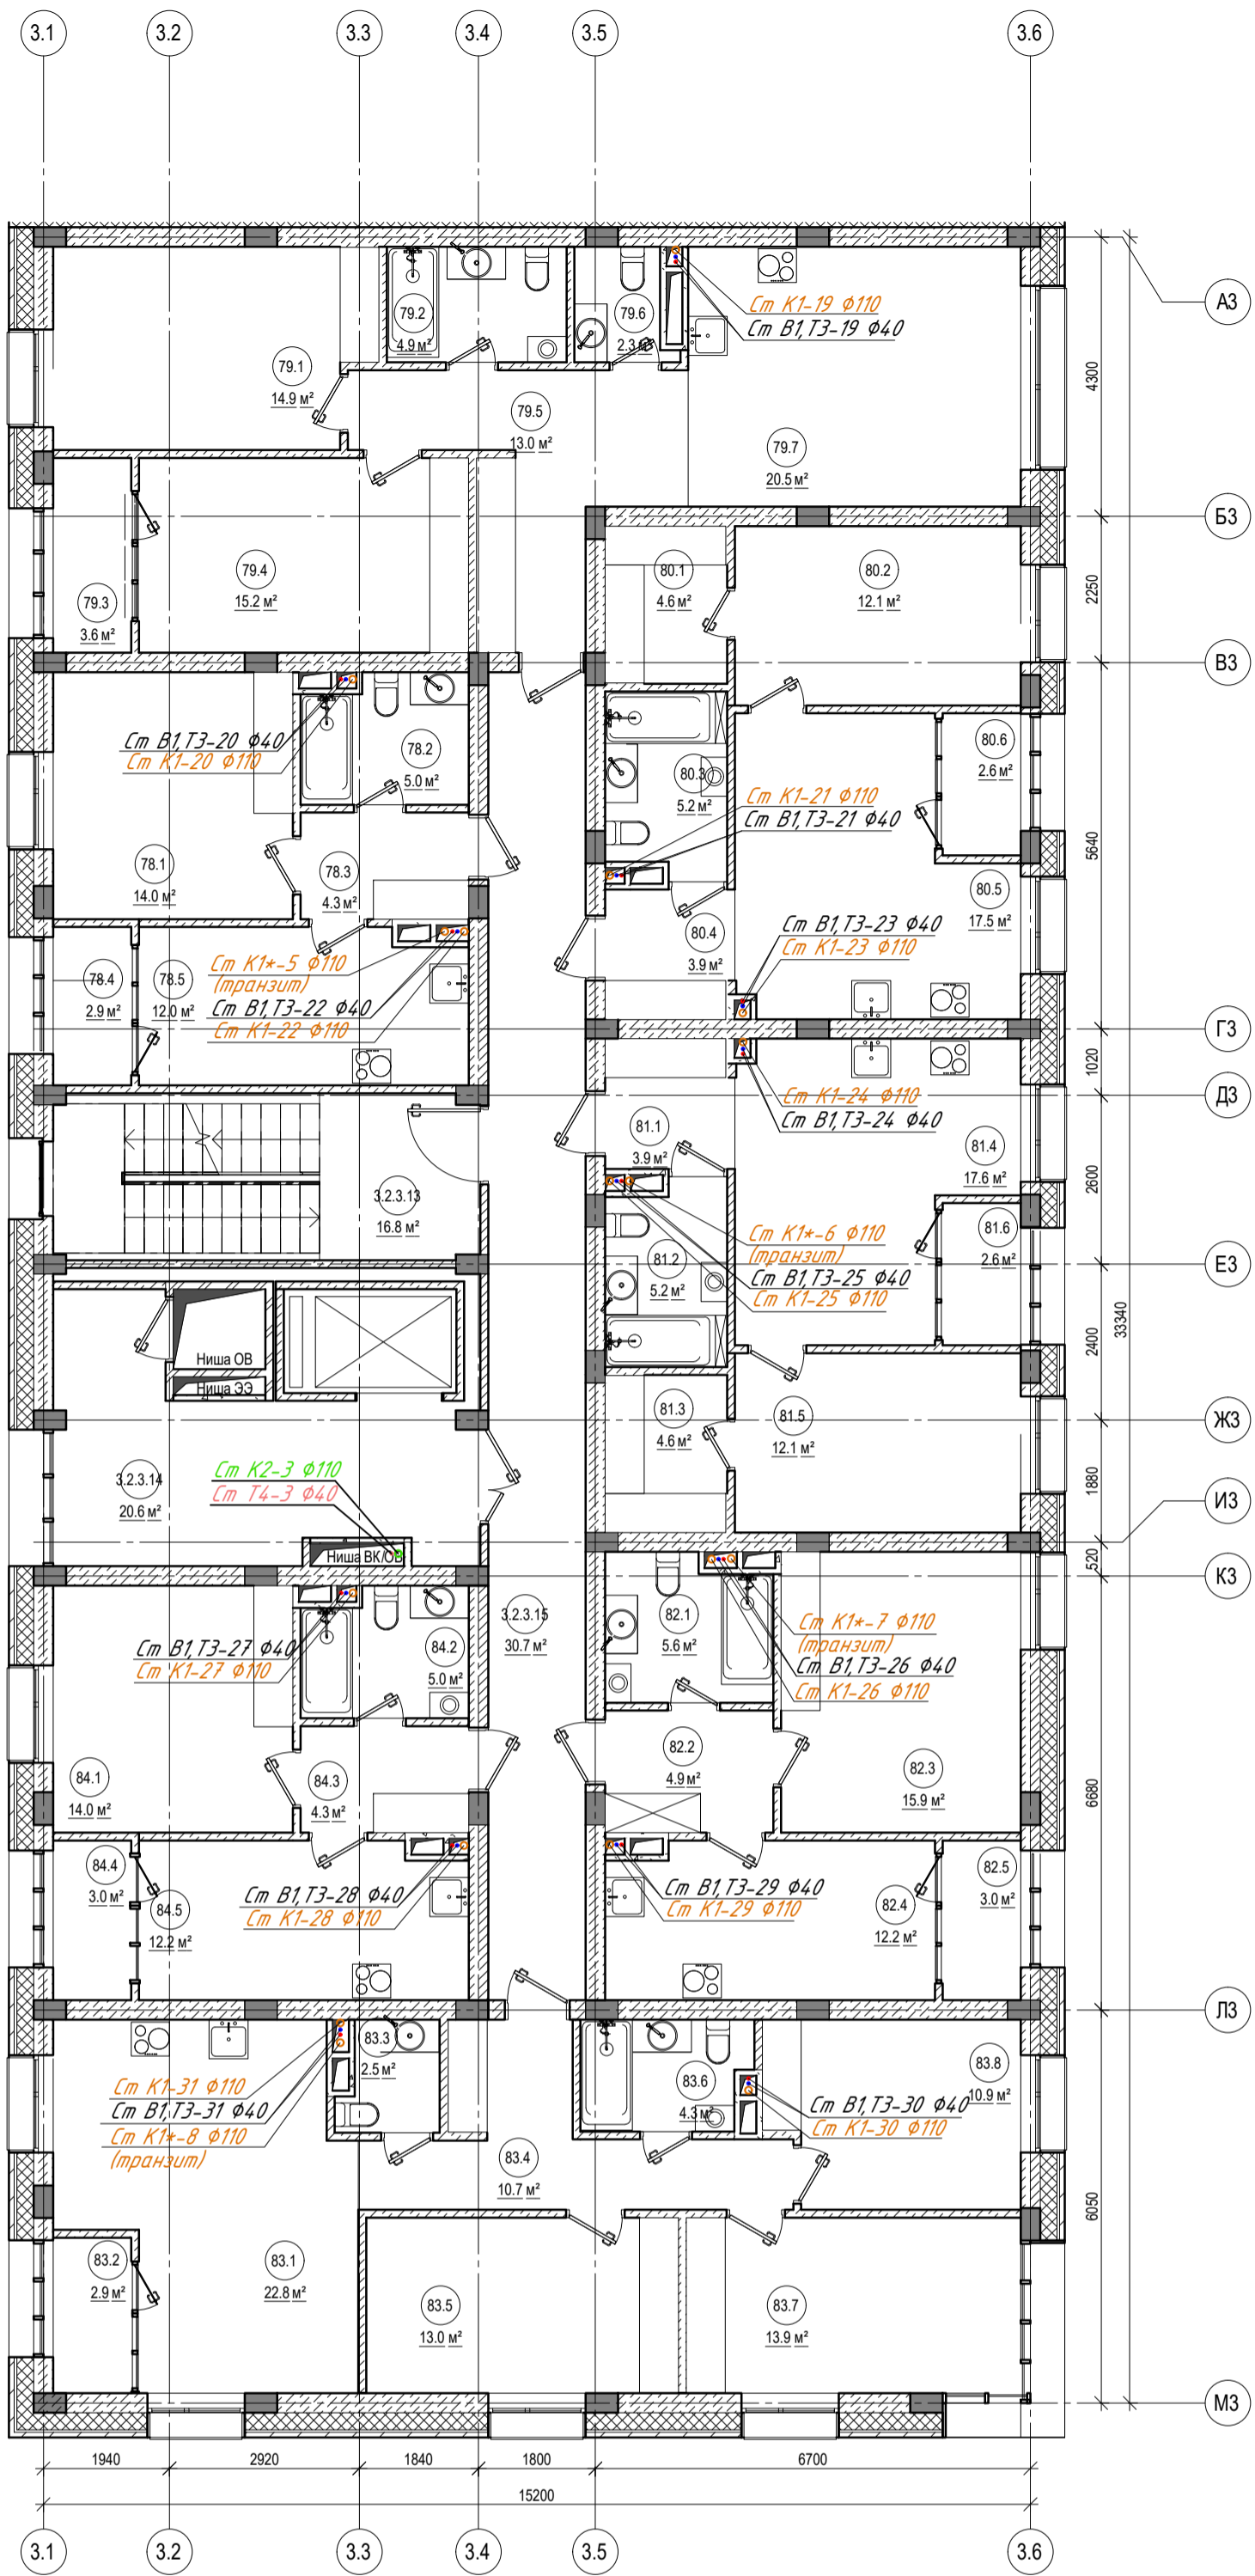 3.1
3.2
3.3
3.4
3.5
3.6
А3
4300
79.2
4.9 м²
79.6
2.3 м²
Ст К1-19 ф110
Ст В1,Т3-19 ф40
79.1
14.9 м²
79.5
13.0 м²
79.7
20.5 м²
Б3
2250
79.3
3.6 м²
79.4
15.2 м²
80.1
4.6 м²
80.2
12.1 м²
В3
5640
Ст В1,Т3-20 ф40
Ст К1-20 ф110
78.2
5.0 м²
80.3
5.2 м²
80.6
2.6 м²
Ст К1-21 ф110
Ст В1,Т3-21 ф40
78.1
14.0 м²
78.3
4.3 м²
80.5
17.5 м²
80.4
3.9 м²
Ст В1,Т3-23 ф40
Ст К1-23 ф110
78.4
2.9 м²
78.5
12.0 м²
Ст К1*-5 ф110
(транзит)
Ст В1,Т3-22 ф40
Ст К1-22 ф110
Г3
1020
Ст К1-24 ф110
Ст В1,Т3-24 ф40
Д3
2600
81.1
3.9 м²
81.4
17.6 м²
3.2.3.13
16.8 м²
Ст К1*-6 ф110
(транзит)
Ст В1,Т3-25 ф40
Ст К1-25 ф110
81.2
5.2 м²
81.6
2.6 м²
Е3
33340
2400
Ниша ОВ
Ниша ЭЭ
81.3
4.6 м²
81.5
12.1 м²
Ж3
1880
3.2.3.14
20.6 м²
Ст К2-3 ф110
Ст Т4-3 ф40
И3
Ниша ВК/ОВ
520
К3
6680
Ст В1,Т3-27 ф40
Ст К1-27 ф110
84.2
5.0 м²
3.2.3.15
30.7 м²
82.1
5.6 м²
Ст К1*-7 ф110
(транзит)
Ст В1,Т3-26 ф40
Ст К1-26 ф110
84.1
14.0 м²
84.3
4.3 м²
82.2
4.9 м²
82.3
15.9 м²
84.4
3.0 м²
84.5
12.2 м²
Ст В1,Т3-28 ф40
Ст К1-28 ф110
Ст В1,Т3-29 ф40
Ст К1-29 ф110
82.4
12.2 м²
82.5
3.0 м²
Л3
6050
Ст К1-31 ф110
Ст В1,Т3-31 ф40
Ст К1*-8 ф110
(транзит)
83.3
2.5 м²
83.6
4.3 м²
83.8
10.9 м²
Ст В1,Т3-30 ф40
Ст К1-30 ф110
83.4
10.7 м²
83.2
2.9 м²
83.1
22.8 м²
83.5
13.0 м²
83.7
13.9 м²
М3
1940
2920
1840
1800
6700
15200
3.1
3.2
3.3
3.4
3.5
3.6